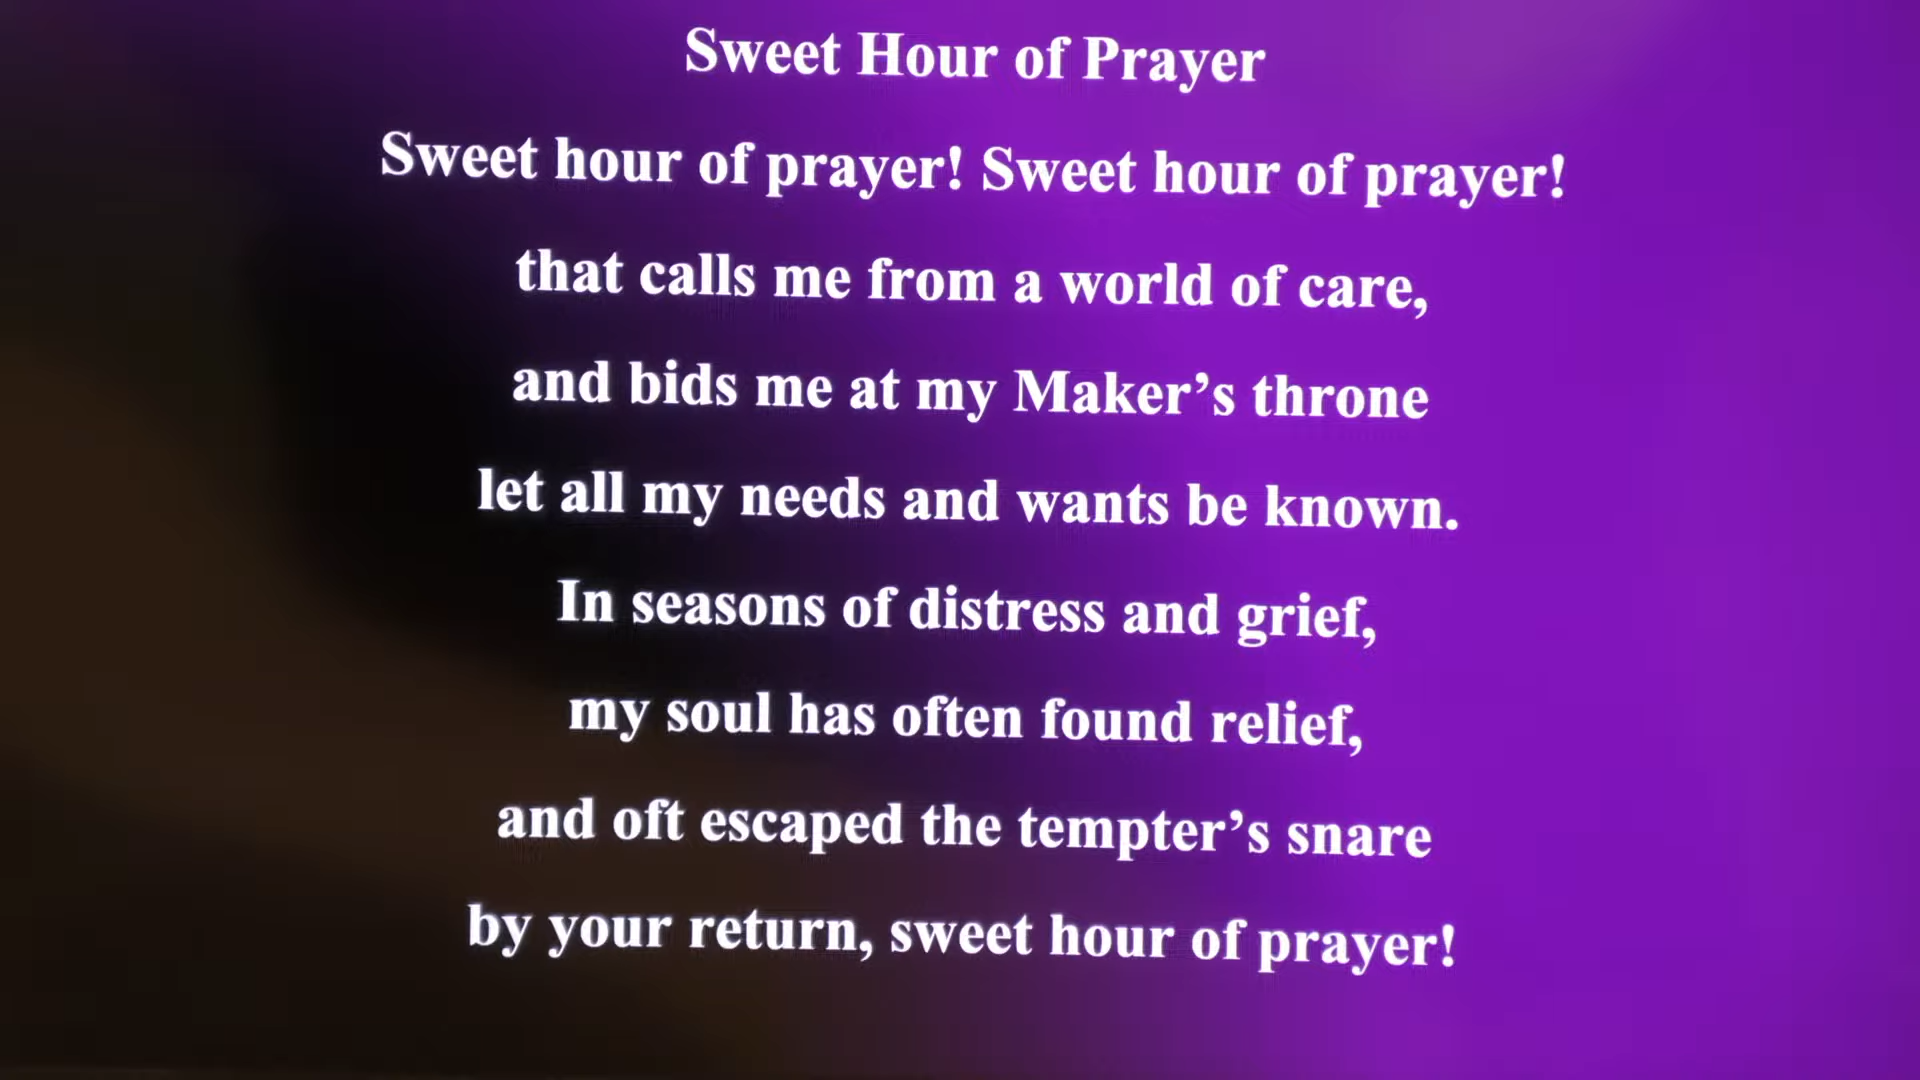 Sweet Hour of Prayer
Sweet hour of prayer! Sweet hour of prayer!
that calls me from a world of care,
and bids me at my Maker’s throne
let all my needs and wants be known.
In seasons of distress and grief,
my soul has often found relief,
and oft escaped the tempter’s snare
by your return, sweet hour of prayer!